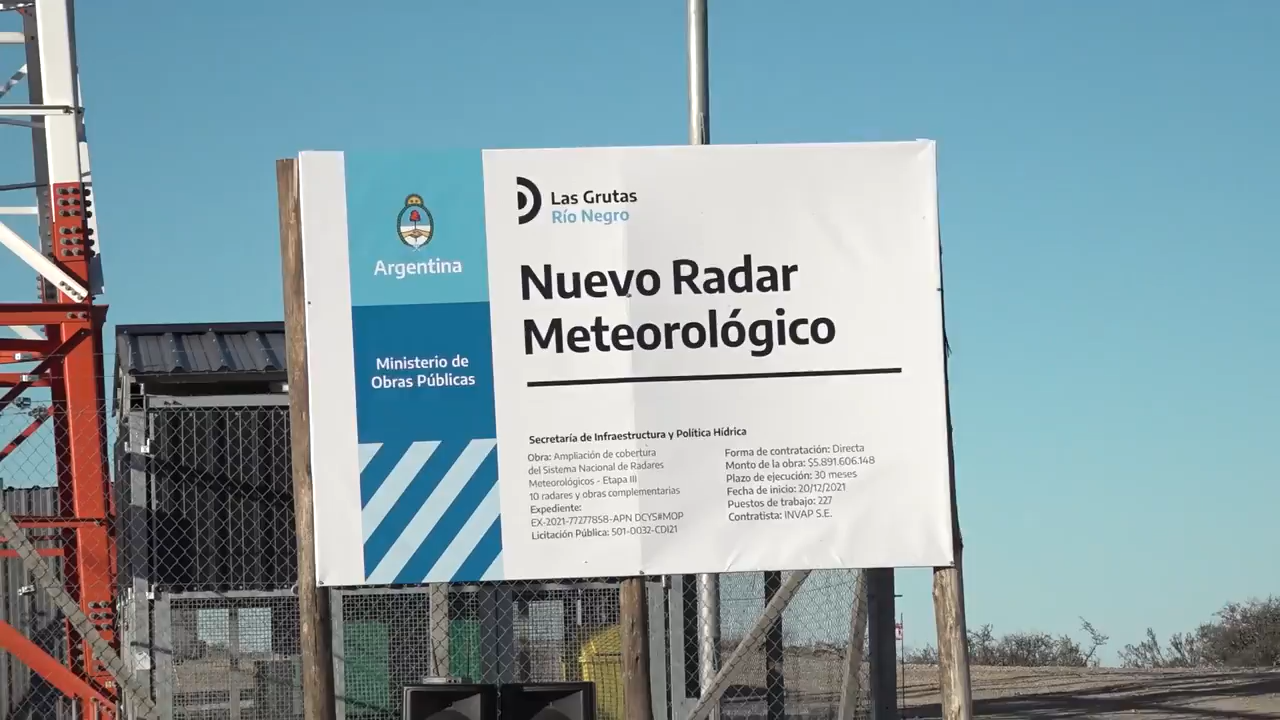 Argentina
Ministerio de
Obras Públicas
Las Grutas
Río Negro
Nuevo Radar
Meteorológico
Secretaría de Infraestructura y Política Hídrica
Obra: Ampliación de cobertura
del Sistema Nacional de Radares
Meteorológicos - Etapa III
10 radares y obras complementarias
Expediente:
EX-2021-77277858-APN DCYS#MOP
Licitación Pública: 501-0032-CDI21
Forma de contratación: Directa
Monto de la obra: $5.891.606.148
Plazo de ejecución: 30 meses
Fecha de inicio: 20/12/2021
Puestos de trabajo: 227
Contratista: INVAP S.E.